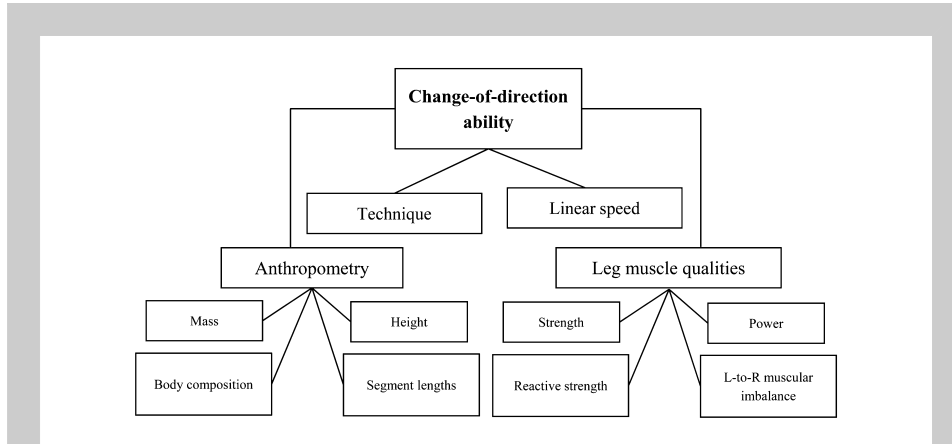 Change-of-direction
ability
Technique
Linear speed
Anthropometry
Leg muscle qualities
Mass
Height
Strength
Power
Body composition
Segment lengths
Reactive strength
L-to-R muscular
imbalance